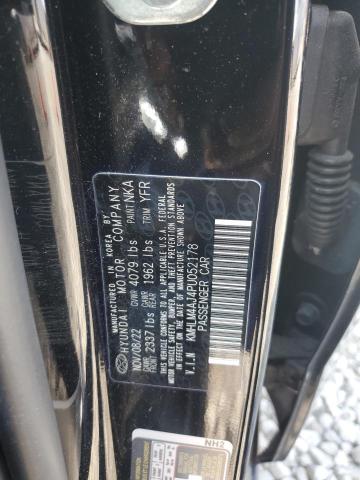 MANUFACTURED IN KOREA BY
HYUNDAI MOTOR COMPANY
NOV/08/22 GVWR 4079 lbs PAINT NKA
GAWR FRONT 2337 lbs GAWR REAR 1962 lbs TRIM YFR
THIS VEHICLE CONFORMS TO ALL APPLICABLE U.S.A. FEDERAL
MOTOR VEHICLE SAFETY, BUMPER, AND THEFT PREVENTION
STANDARDS IN EFFECT ON THE DATE OF MANUFACTURE
SHOWN ABOVE.
V.I.N KMHLM4AJ4PU052178
PASSENGER CAR
NH2